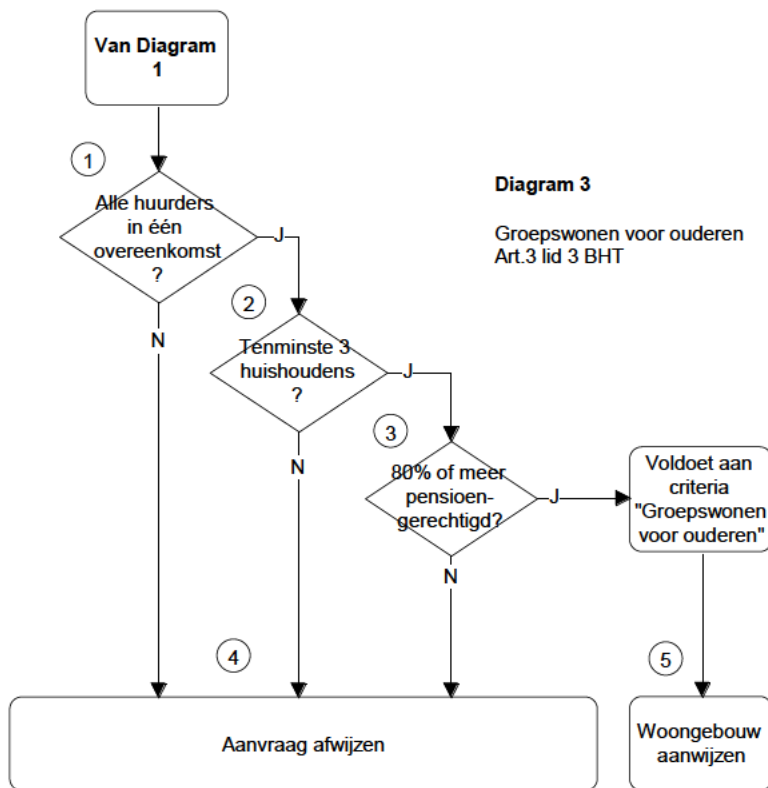 Van Diagram
1
1
Alle huurders
in één
overeenkomst
?
J
N
Diagram 3
Groepswonen voor ouderen
Art.3 lid 3 BHT
2
Tenminste 3
huishoudens
?
J
N
3
80% of meer
pensioen-
gerechtigd?
J
N
Voldoet aan
criteria
"Groepswonen
voor ouderen"
4
Aanvraag afwijzen
5
Woongebouw
aanwijzen